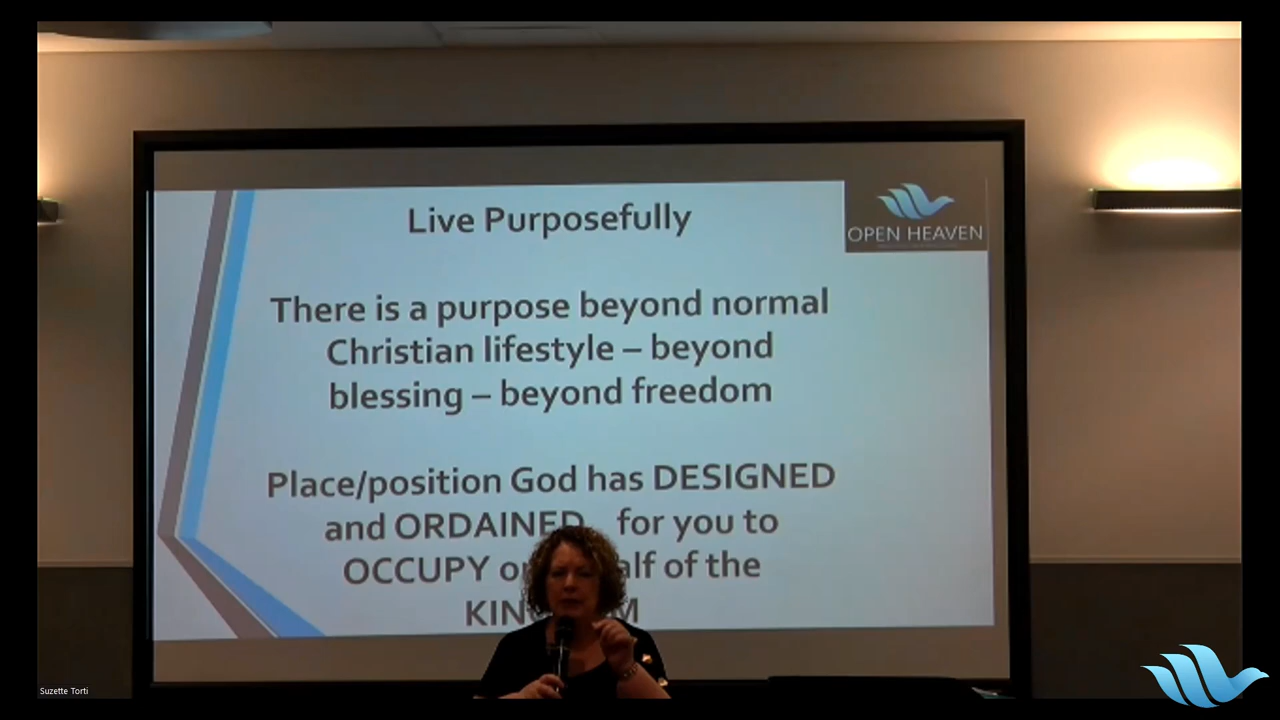 Live Purposefully
OPEN HEAVEN
There is a purpose beyond normal
Christian lifestyle – beyond
blessing – beyond freedom
Place/position God has DESIGNED
and ORDAINED for you to
OCCUPY of the
Suzette Torti